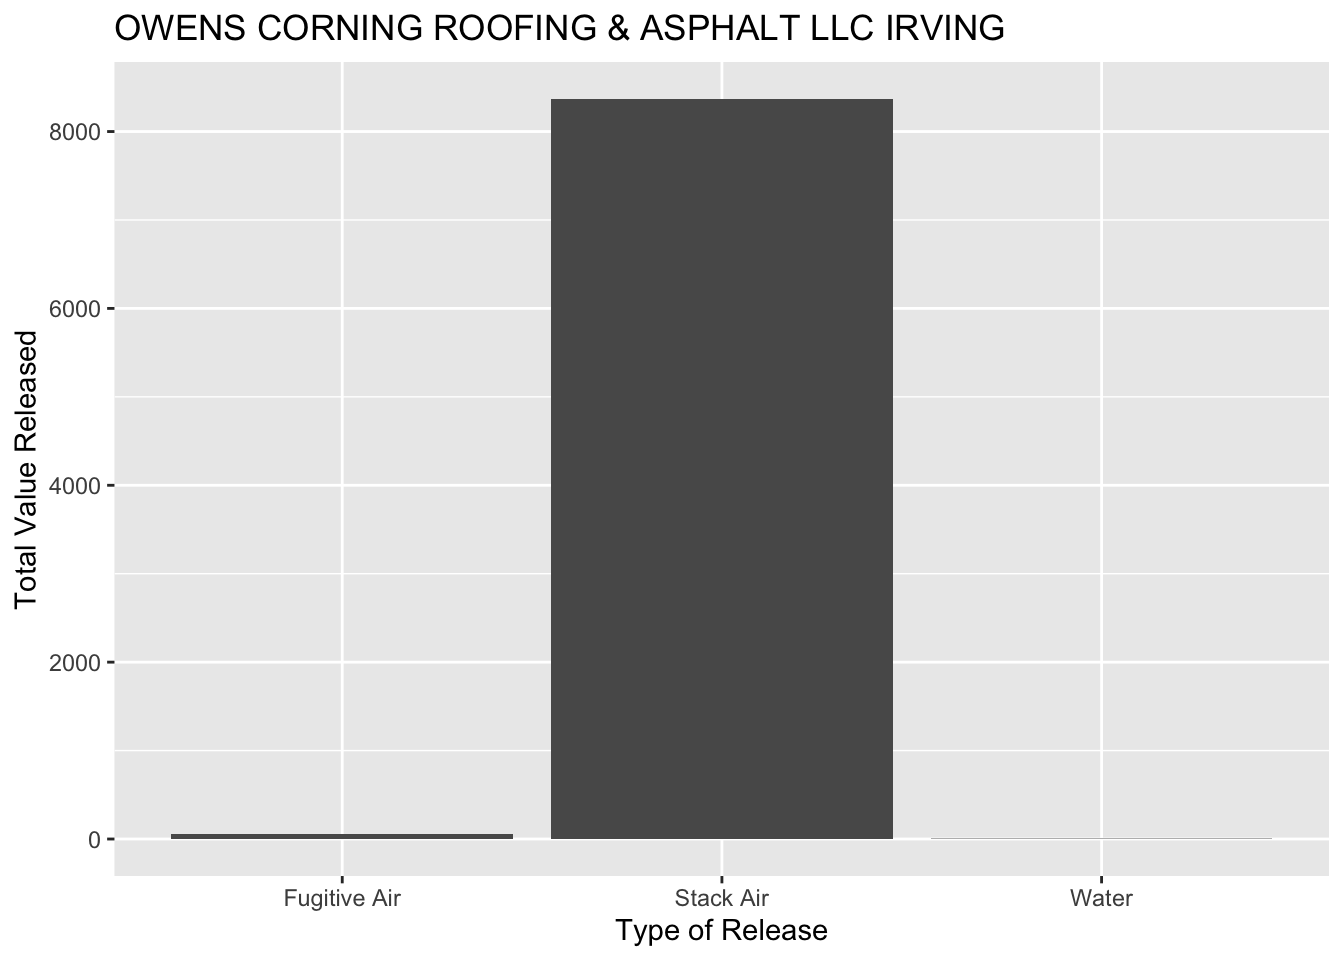 OWENS CORNING ROOFING & ASPHALT LLC IRVING
Total Value Released
8000
6000
4000
2000
0
Fugitive Air
Stack Air
Water
Type of Release